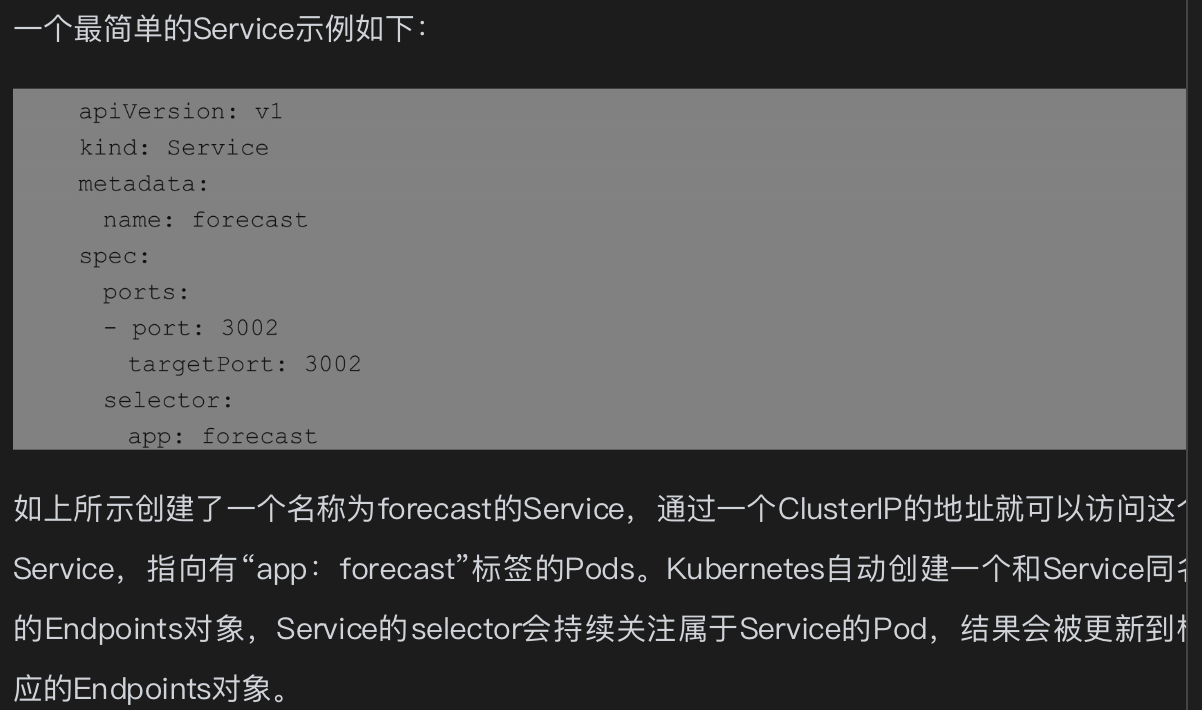 一个最简单的Service示例如下：
apiVersion: v1
kind: Service
metadata:
  name: forecast
spec:
  ports:
  - port: 3002
    targetPort: 3002
  selector:
    app: forecast
如上所示创建了一个名称为forecast的Service，通过一个ClusterIP的地址就可以访问这
Service，指向有“app：forecast”标签的Pods。Kubernetes自动创建一个和Service同
的Endpoints对象，Service的selector会持续关注属于Service的Pod，结果会被更新到
应的Endpoints对象。